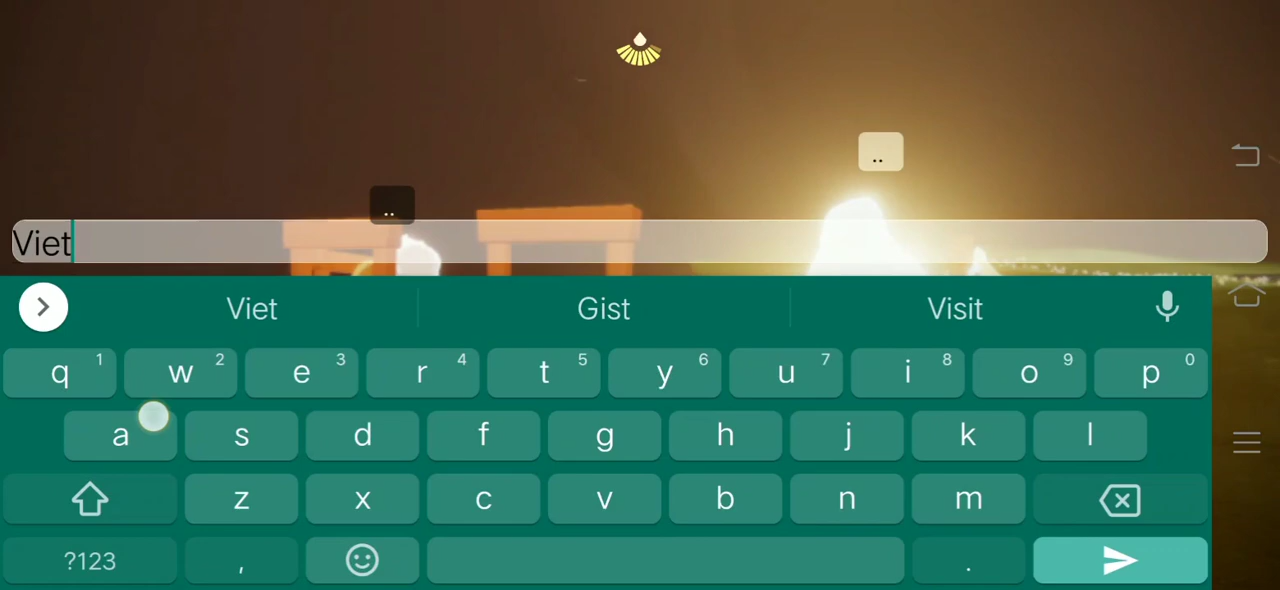 ..
..
Viet
Viet Gist Visit
q 1 w 2 e 3 r 4 t 5 y 6 u 7 i 8 o 9 p 0
a s d f g h j k l
z x c v b n m
?123 , .